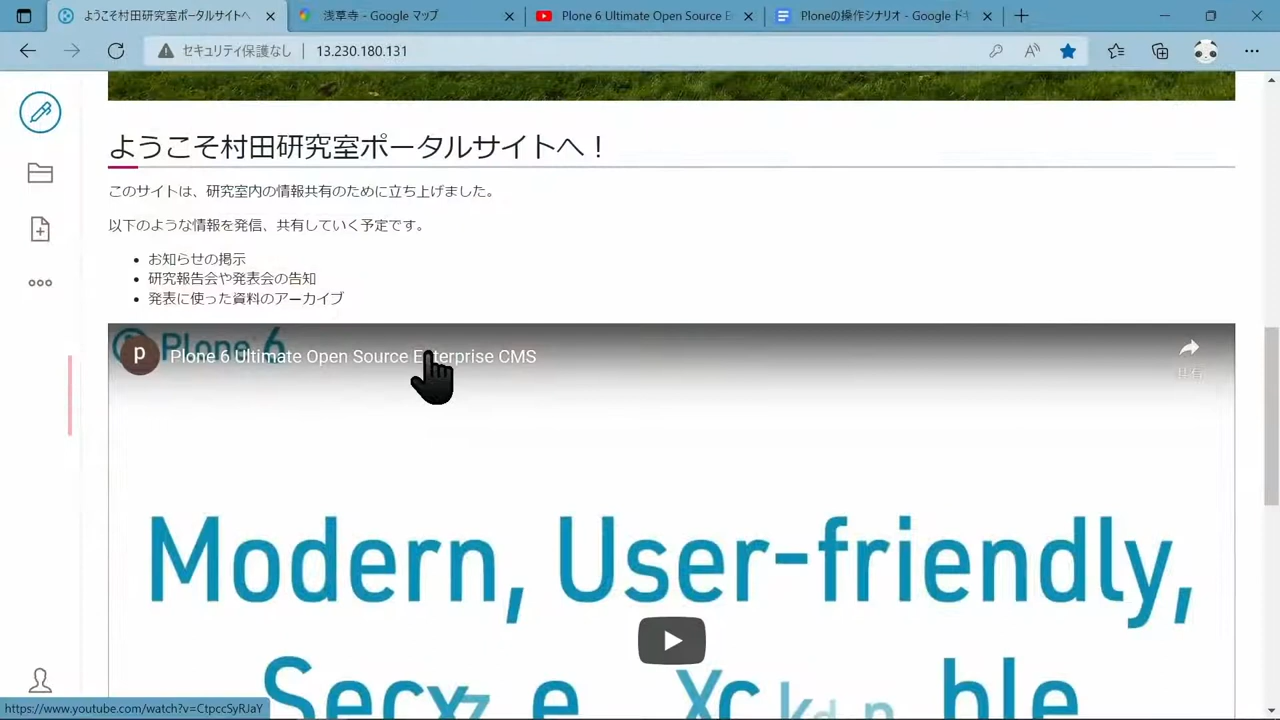 ようこそ村田研究室ポータルサイトへ
浅草寺 - Google マップ
Plone 6 Ultimate Open Source E
Ploneの操作シナリオ - Google ドキ
セキュリティ保護なし
13.230.180.131
ようこそ村田研究室ポータルサイトへ！
このサイトは、研究室内の情報共有のために立ち上げました。
以下のような情報を発信、共有していく予定です。
お知らせの掲示
研究報告会や発表会の告知
発表に使った資料のアーカイブ
Plone 6
p
Plone 6 Ultimate Open Source Enterprise CMS
共有
Modern, User-friendly,
https://www.youtube.com/watch?v=CtpccSyRJaY